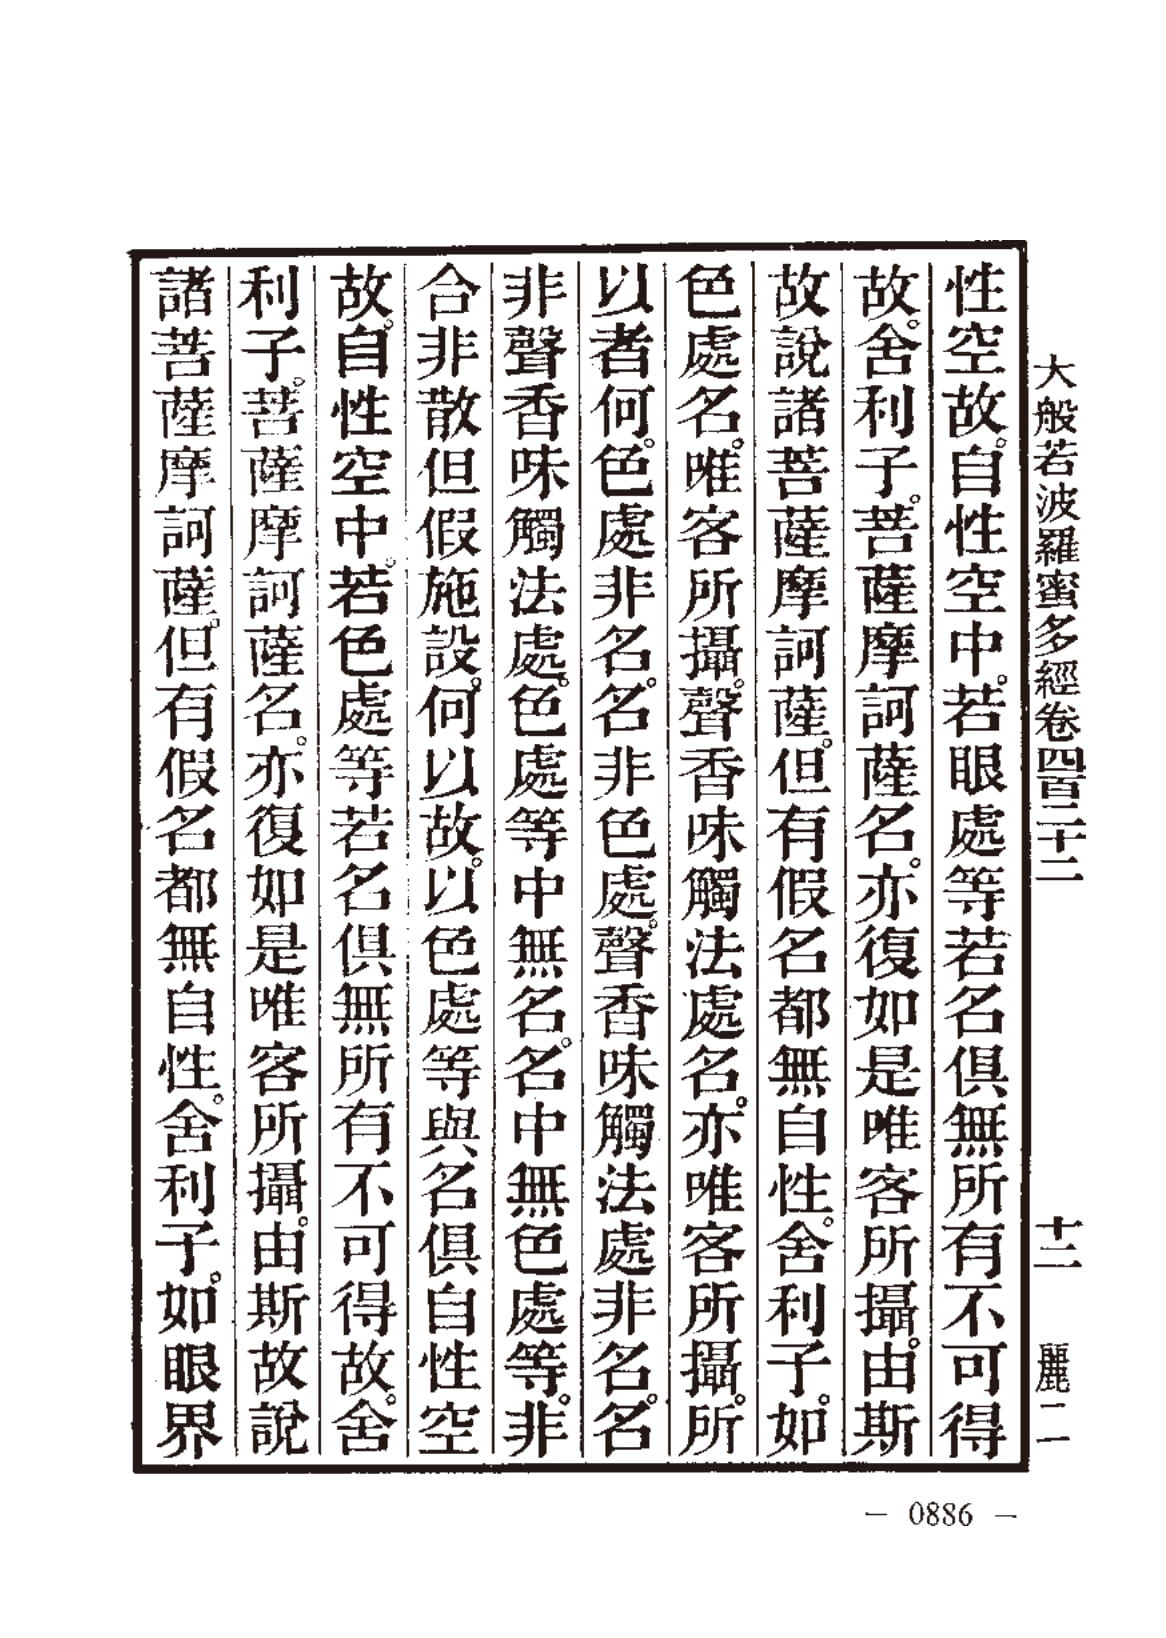 大般若波羅蜜多經卷四百二十二　十二　麗二
性空故。自性空中。若眼處等若名俱無所有不可得
故。舍利子。菩薩摩訶薩名。亦復如是唯客所攝。由斯
故說諸菩薩摩訶薩。但有假名都無自性。舍利子。如
色處名。唯客所攝。聲香味觸法處名。亦唯客所攝。所
以者何。色處非名。名非色處。聲香味觸法處非名。名
非聲香味觸法處。色處等中無名。名中無色處等。非
合非散但假施設。何以故。以色處等與名俱自性空
故。自性空中。若色處等若名俱無所有不可得故。舍
利子。菩薩摩訶薩名。亦復如是唯客所攝。由斯故說
諸菩薩摩訶薩。但有假名都無自性。舍利子。如眼界
— 0886 —